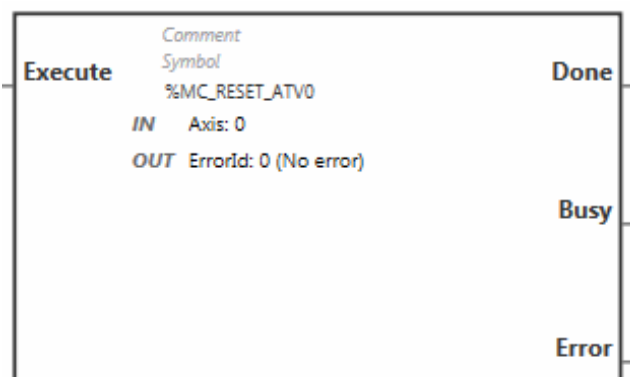 Comment
Execute Symbol Done
%MC_RESET_ATV0
IN Axis: 0
OUT ErrorId: 0 (No error)
Busy
Error